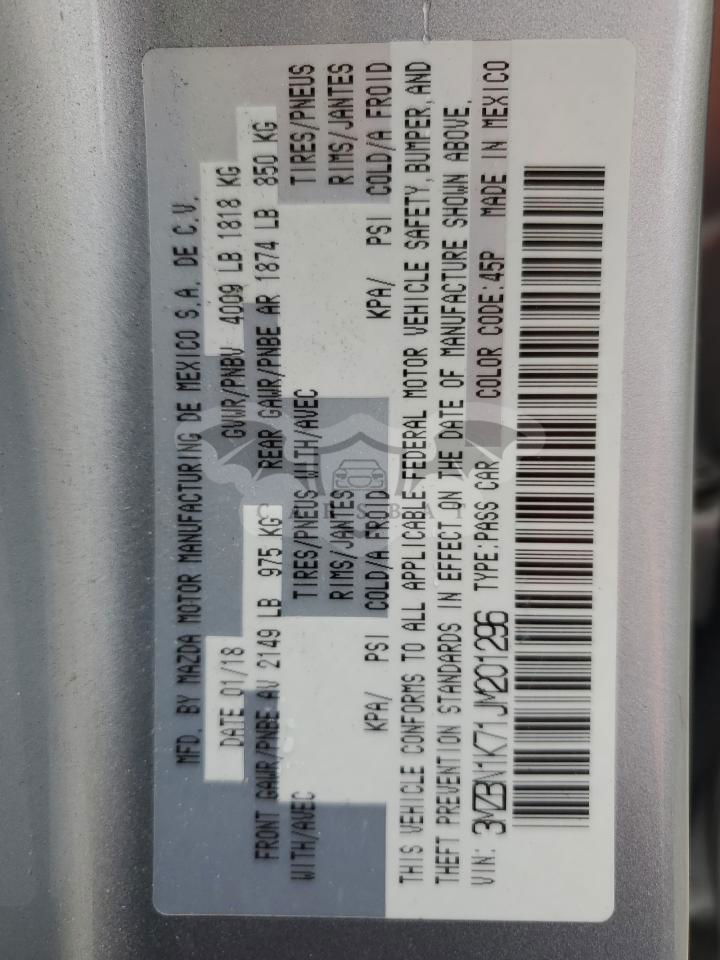 MFD. BY MAZDA MOTOR MANUFACTURING DE MEXICO S.A. DE C.V.
DATE 01/18 GVWR/PNBV 4009 LB 1818 KG
FRONT GAWR/PNBE AV 2149 LB 975 KG REAR GAWR/PNBE AR 1874 LB 850 KG
WITH/AVEC TIRES/PNEUS WITH/AVEC TIRES/PNEUS
RIMS/JANTES RIMS/JANTES
KPA/ PSI COLD/A FROID KPA/ PSI COLD/A FROID
THIS VEHICLE CONFORMS TO ALL APPLICABLE FEDERAL MOTOR VEHICLE SAFETY, BUMPER, AND
THEFT PREVENTION STANDARDS IN EFFECT ON THE DATE OF MANUFACTURE SHOWN ABOVE.
VIN: 3MZBN1K71JM201296 TYPE:PASS CAR COLOR CODE:45P MADE IN MEXICO
CARSBAT